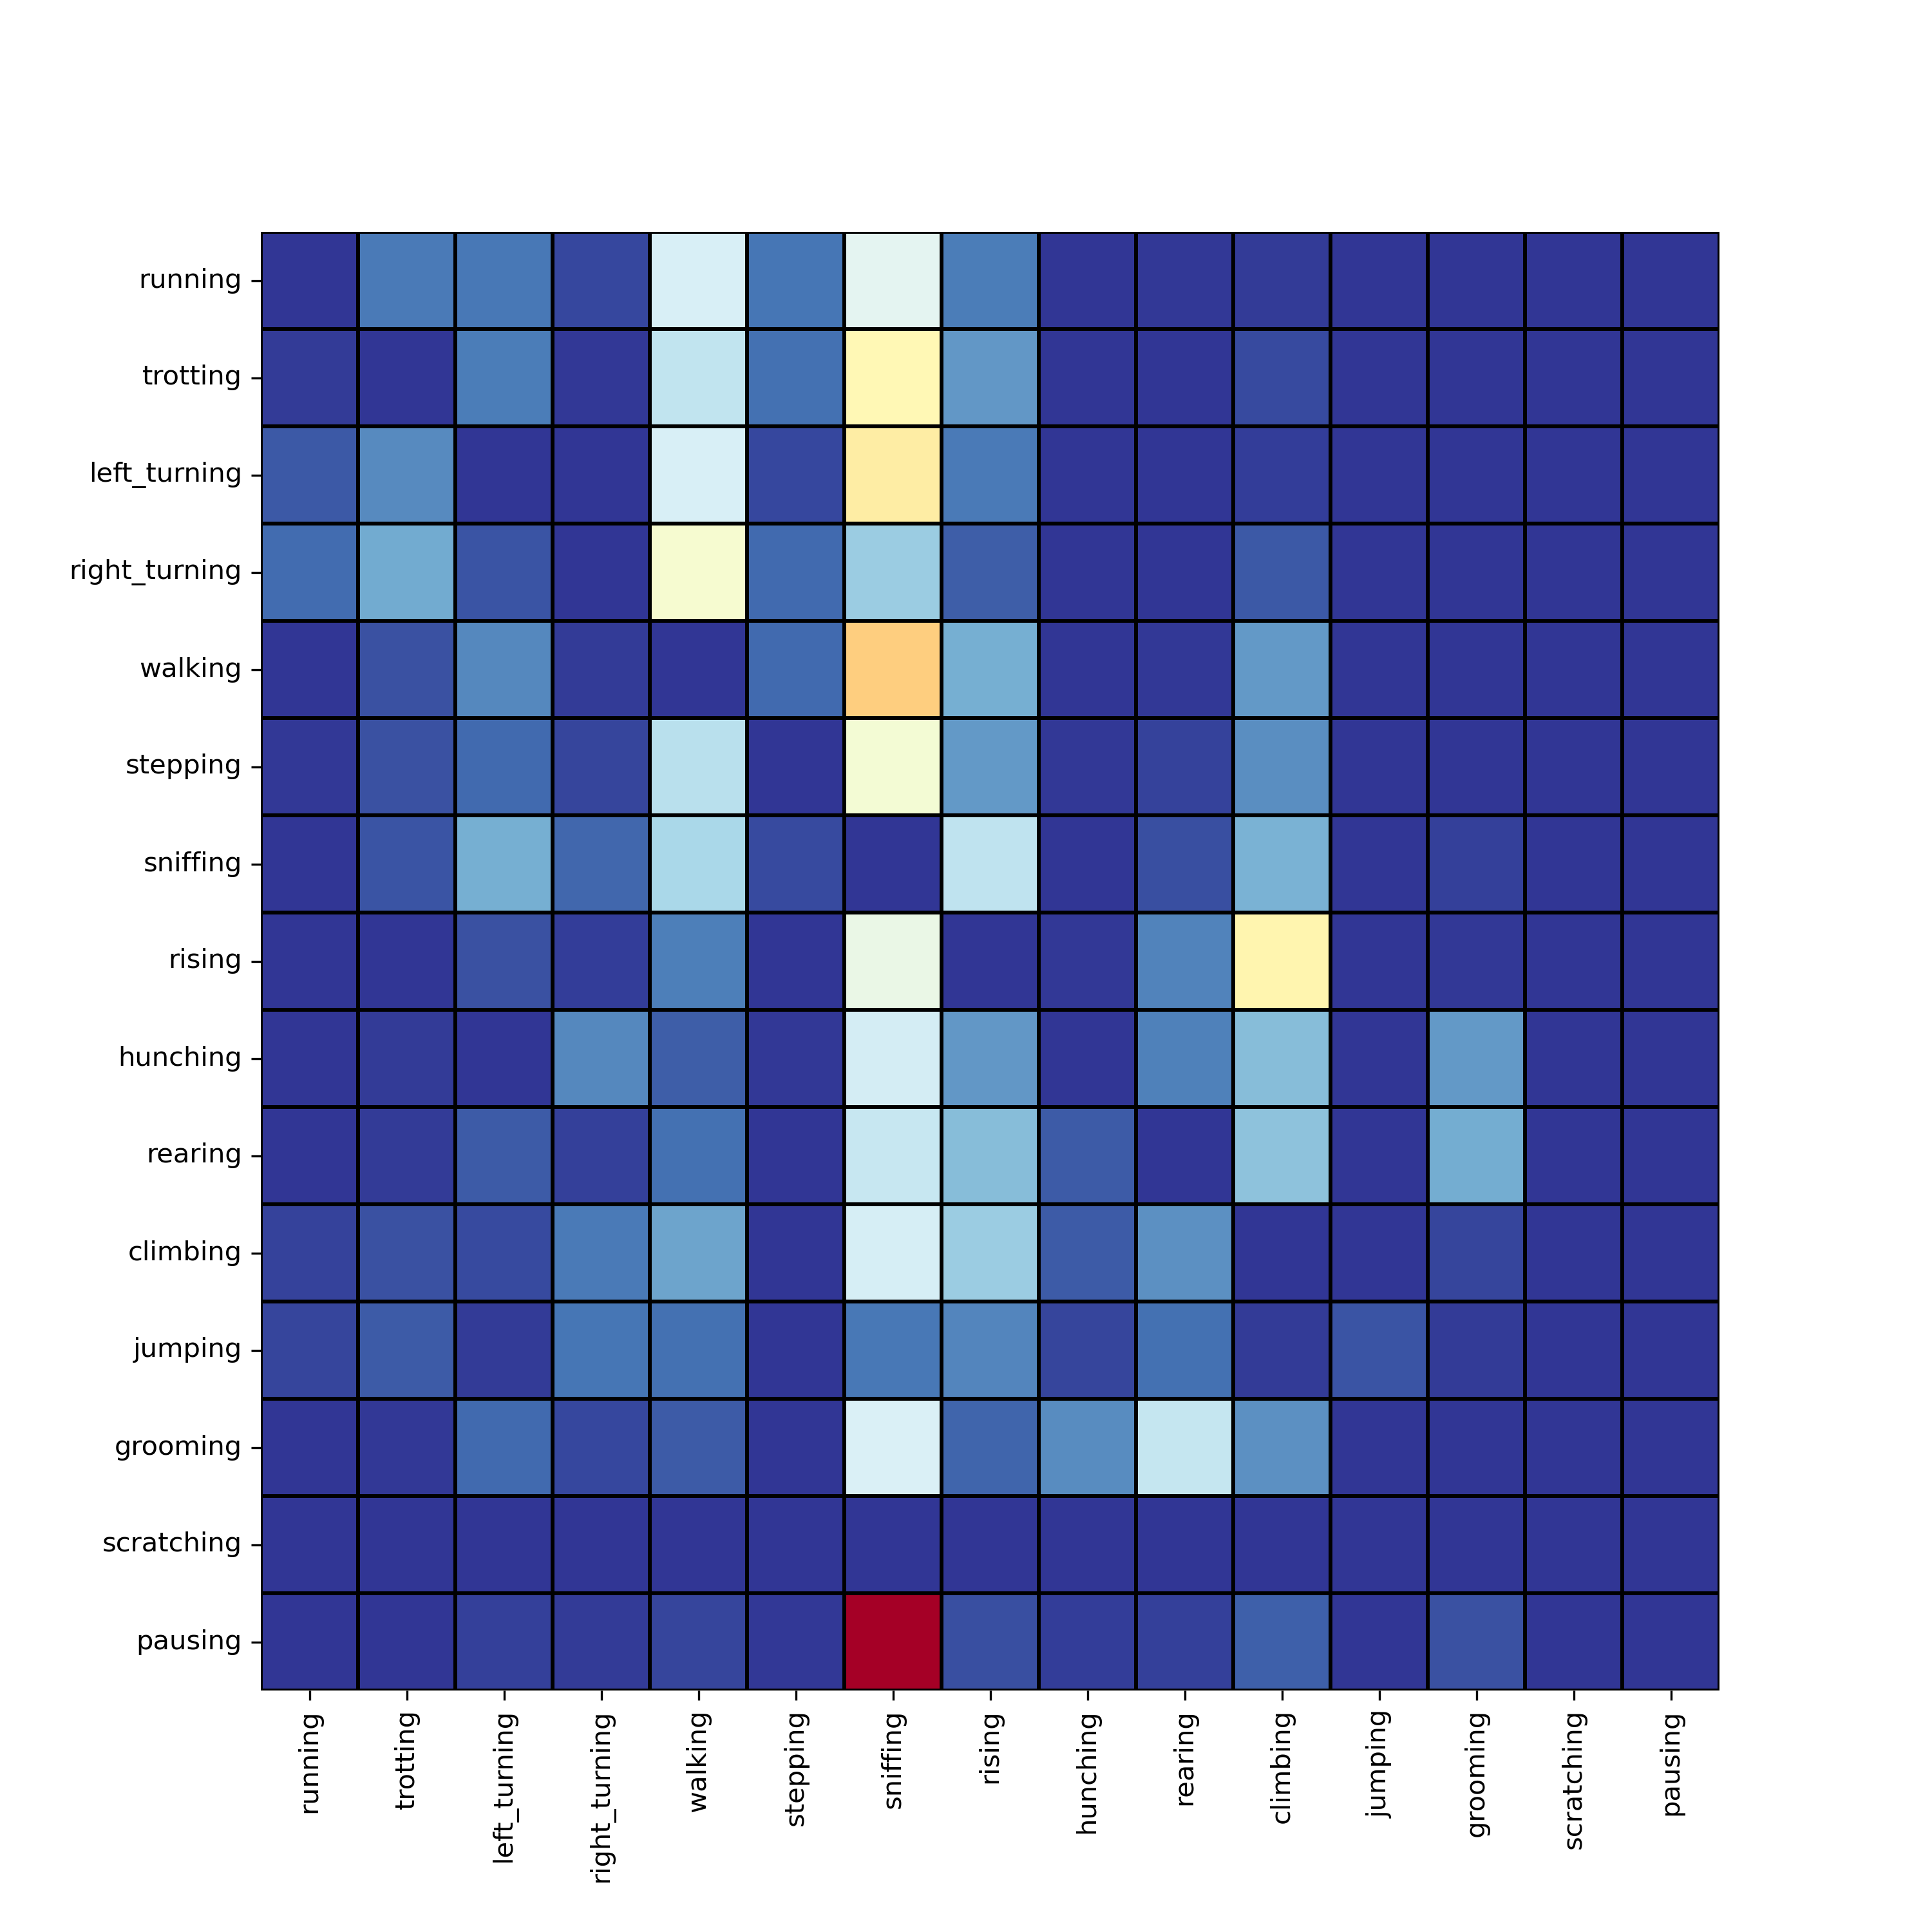 running
trotting
left_turning
right_turning
walking
stepping
sniffing
rising
hunching
rearing
climbing
jumping
grooming
scratching
pausing
running
trotting
left_turning
right_turning
walking
stepping
sniffing
rising
hunching
rearing
climbing
jumping
grooming
scratching
pausing